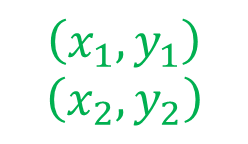 (x₁, y₁)
(x₂, y₂)